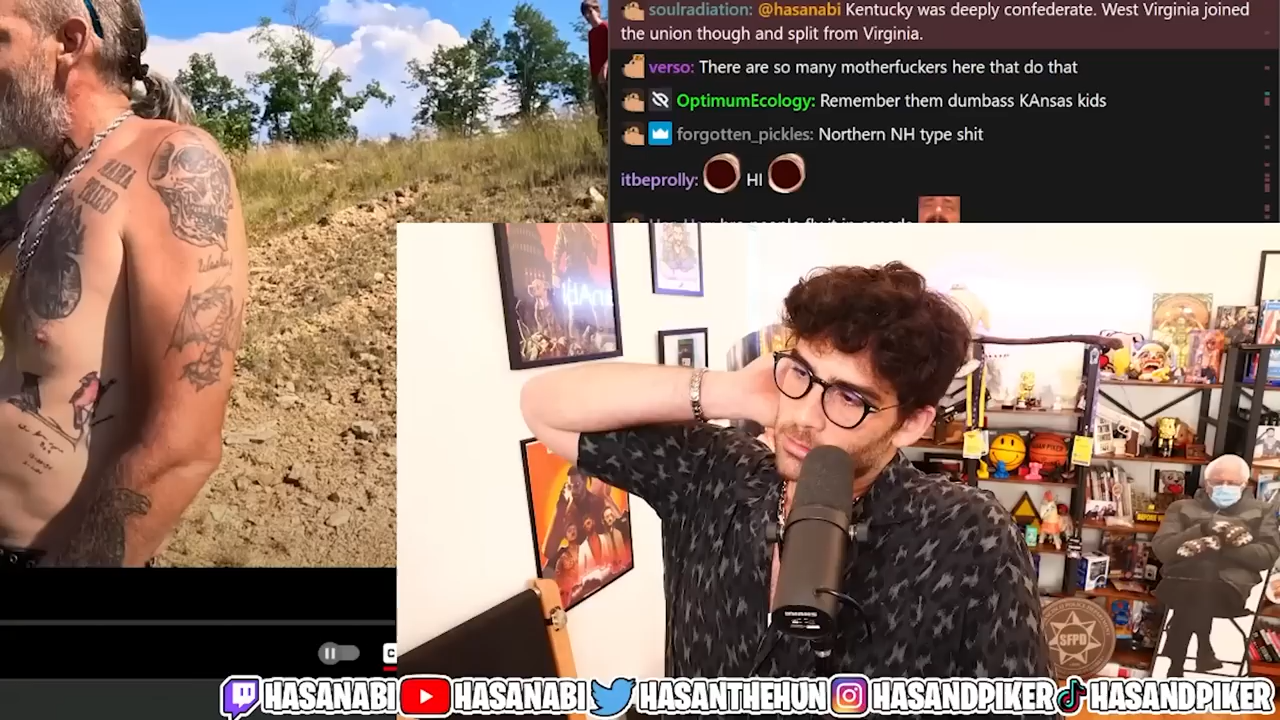 soulradiation: @hasanabi Kentucky was deeply confederate. West Virginia joined
the union though and split from Virginia.
verso: There are so many motherfuckers here that do that
OptimumEcology: Remember them dumbass KAnsas kids
forgotten_pickles: Northern NH type shit
itbeprolly: HI
SFPD
HASANABI HASANABI HASANTHEHUN HASANDPIKER HASANDPIKER